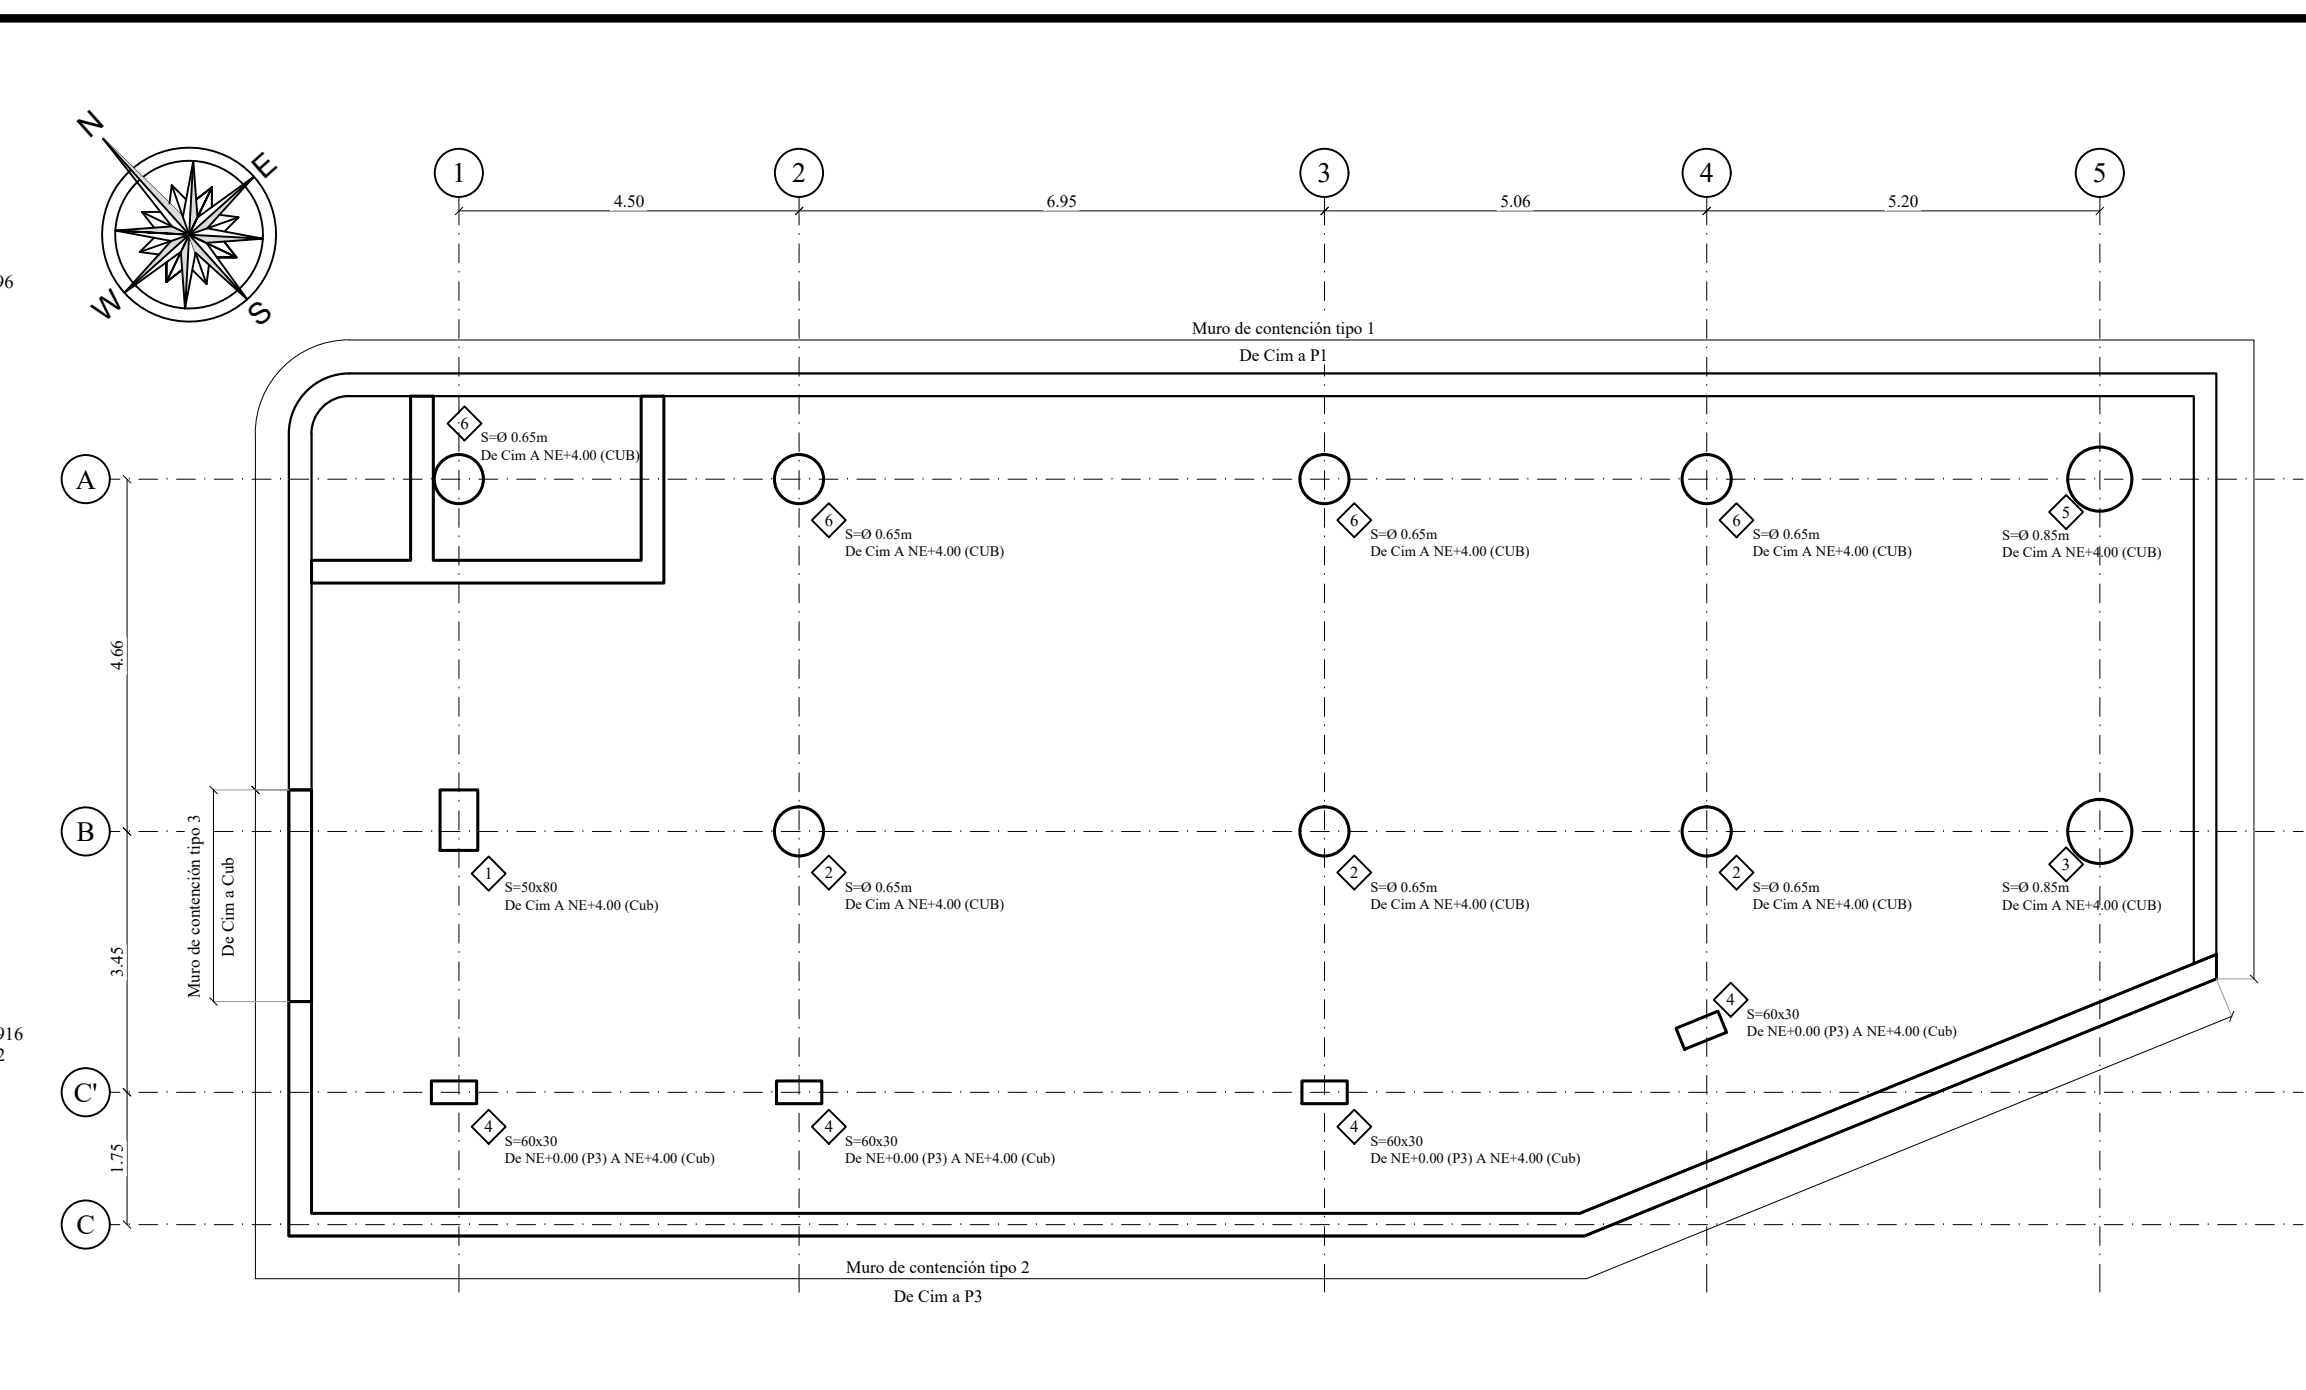 N
E
W
S
96
916
2
1
2
3
4
5
4.50
6.95
5.06
5.20
Muro de contención tipo 1
De Cim a P1
A
6
S=Ø 0.65m
De Cim A NE+4.00 (CUB)
6
S=Ø 0.65m
De Cim A NE+4.00 (CUB)
6
S=Ø 0.65m
De Cim A NE+4.00 (CUB)
6
S=Ø 0.65m
De Cim A NE+4.00 (CUB)
5
S=Ø 0.85m
De Cim A NE+4.00 (CUB)
4.66
Muro de contención tipo 3
De Cim a Cub
B
1
S=50x80
De Cim A NE+4.00 (Cub)
2
S=Ø 0.65m
De Cim A NE+4.00 (CUB)
2
S=Ø 0.65m
De Cim A NE+4.00 (CUB)
2
S=Ø 0.65m
De Cim A NE+4.00 (CUB)
3
S=Ø 0.85m
De Cim A NE+4.00 (CUB)
3.45
4
S=60x30
De NE+0.00 (P3) A NE+4.00 (Cub)
C'
4
S=60x30
De NE+0.00 (P3) A NE+4.00 (Cub)
4
S=60x30
De NE+0.00 (P3) A NE+4.00 (Cub)
4
S=60x30
De NE+0.00 (P3) A NE+4.00 (Cub)
1.75
C
Muro de contención tipo 2
De Cim a P3